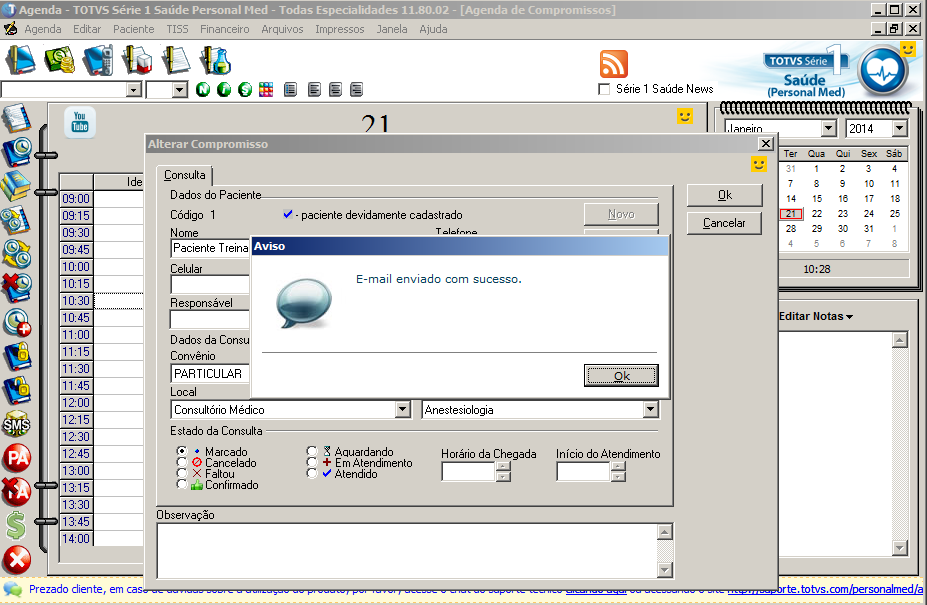 Agenda - TOTVS Série 1 Saúde Personal Med - Todas Especialidades 11.80.02 - [Agenda de Compromissos]
Agenda Editar Paciente TISS Financeiro Arquivos Impressos Janela Ajuda
TOTVS Série 1
Saúde
(Personal Med)
Série 1 Saúde News
You
Tube
21
Janeiro 2014
Ter Qua Qui Sex Sáb
31 1 2 3 4
7 8 9 10 11
14 15 16 17 18
21 22 23 24 25
28 29 30 31 1
4 5 6 7 8
10:28
Editar Notas
Ide
09:00
09:15
09:30
09:45
10:00
10:15
10:30
10:45
11:00
11:15
11:30
11:45
12:00
12:15
12:30
12:45
13:00
13:15
13:30
13:45
14:00
SMS
PA
Alterar Compromisso
Consulta
Ok
Cancelar
Dados do Paciente
Código 1
- paciente devidamente cadastrado
Novo
Nome
Telefone
Paciente Treina
Celular
Responsável
Dados da Consu
Convênio
PARTICULAR
Local
Consultório Médico
Anestesiologia
Aviso
E-mail enviado com sucesso.
Ok
Estado da Consulta
Marcado
Cancelado
Faltou
Confirmado
Aguardando
Em Atendimento
Atendido
Horário da Chegada
Início do Atendimento
Observação
Prezado cliente, em caso de dúvidas sobre a utilização do produto, por favor, acesse o chat do suporte técnico clicando aqui ou acessando o site http://suporte.totvs.com/personalmed/a